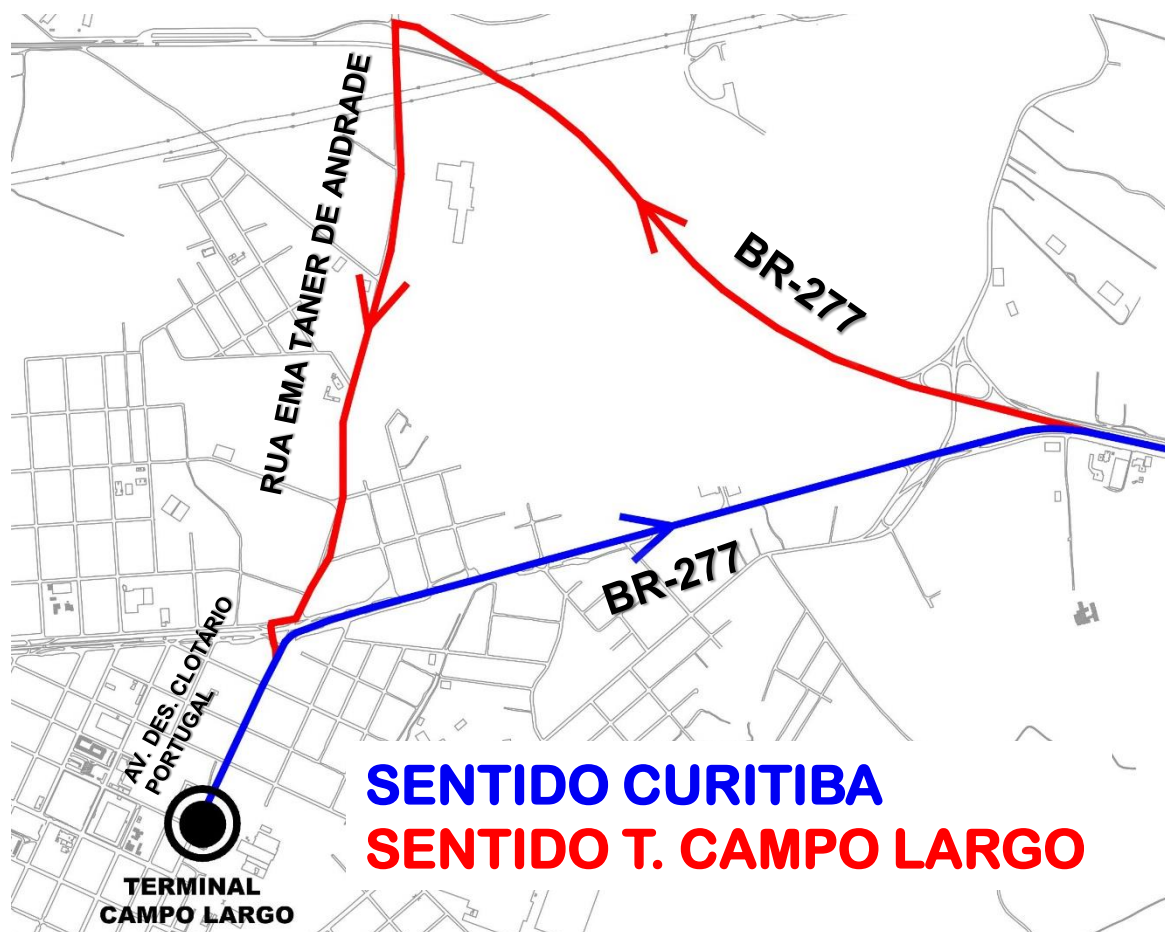 RUA EMA TANER DE ANDRADE
BR-277
BR-277
AV. DES. CLOTÁRIO
PORTUGAL
SENTIDO CURITIBA
SENTIDO T. CAMPO LARGO
TERMINAL
CAMPO LARGO